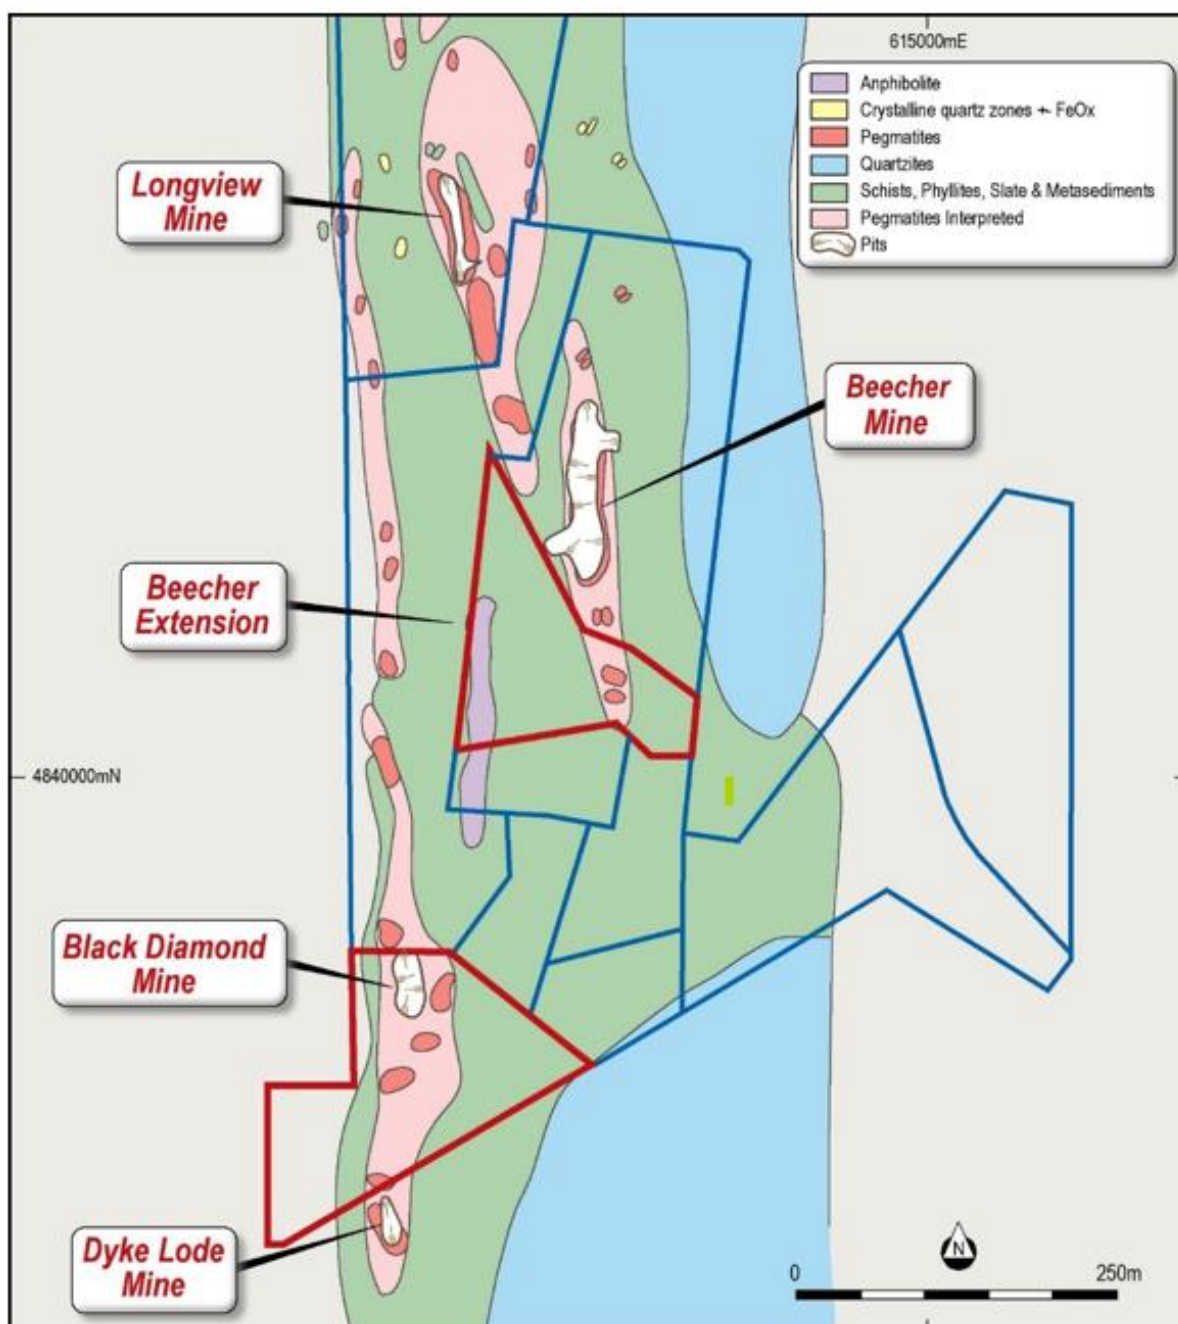 615000mE
Anphibolite
Crystalline quartz zones +- FeOx
Pegmatites
Quartzites
Schists, Phyllites, Slate & Metasediments
Pegmatites Interpreted
Pits
Longview
Mine
Beecher
Mine
Beecher
Extension
4840000mN
Black Diamond
Mine
Dyke Lode
Mine
N
0
250m